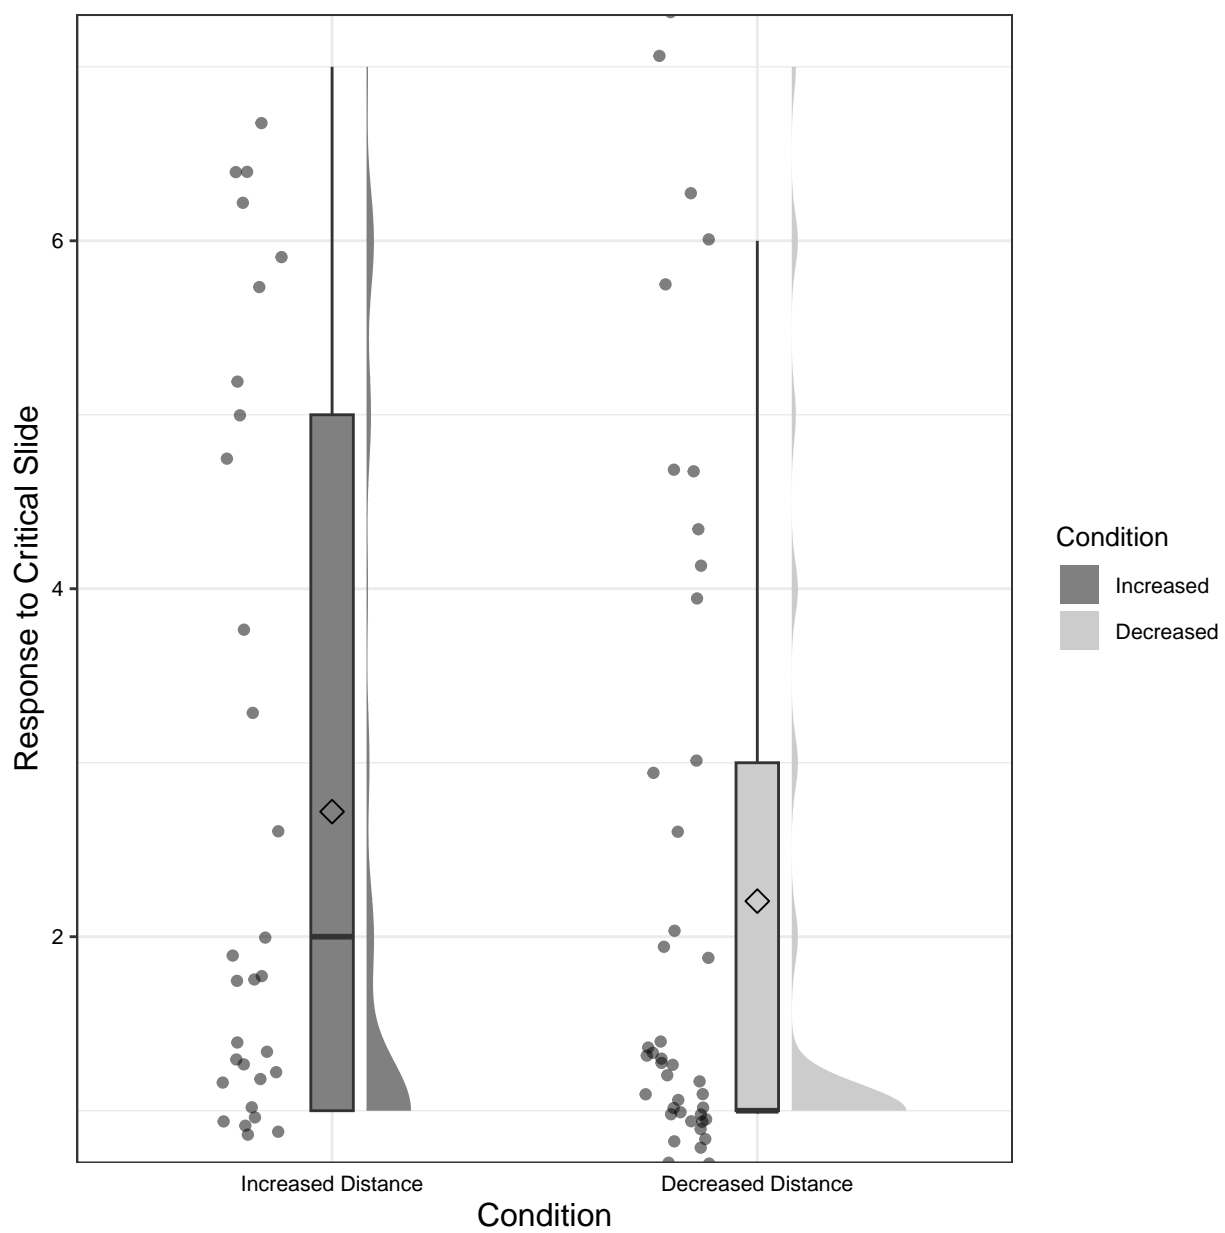 Response to Critical Slide
6
4
2
Increased Distance
Decreased Distance
Condition
Condition
Increased
Decreased